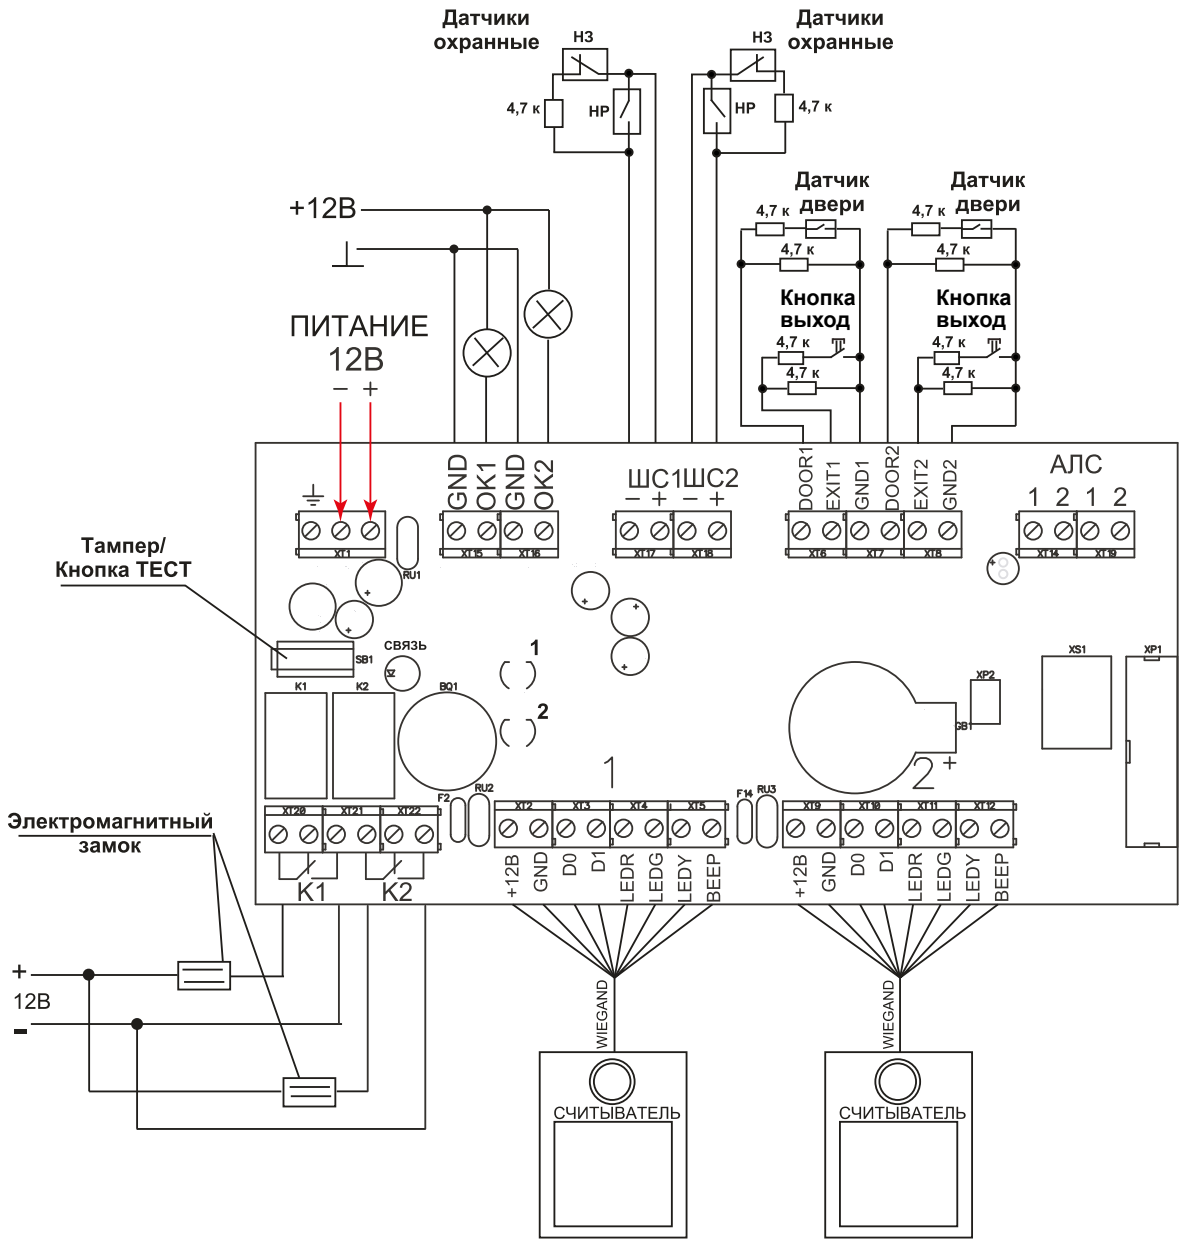 Датчики
охранные
НЗ
4,7 к
НР
Датчики
охранные
НЗ
НР
4,7 к
Датчик
двери
4,7 к
4,7 к
Датчик
двери
4,7 к
4,7 к
+12В
Кнопка
выход
4,7 к
4,7 к
Кнопка
выход
4,7 к
4,7 к
ПИТАНИЕ
12В
− +
GND
OK1
GND
OK2
ШС1
− +
ШС2
− +
DOOR1
EXIT1
GND1
DOOR2
EXIT2
GND2
АЛС
1 2 1 2
XT1
XT15
XT16
XT17
XT18
XT6
XT7
XT8
XT14
XT19
RU1
Тампер/
Кнопка ТЕСТ
+
+
+
+
+
+
SB1
СВЯЗЬ
1
2
K1
K2
BQ1
XS1
XP1
XP2
GB1
+
1
2
XT20
XT21
XT22
F2
RU2
XT2
XT3
XT4
XT5
F14
RU3
XT9
XT10
XT11
XT12
Электромагнитный
замок
K1
K2
+12В
GND
D0
D1
LEDR
LEDG
LEDY
BEEP
+12В
GND
D0
D1
LEDR
LEDG
LEDY
BEEP
+
12В
-
WIEGAND
WIEGAND
СЧИТЫВАТЕЛЬ
СЧИТЫВАТЕЛЬ